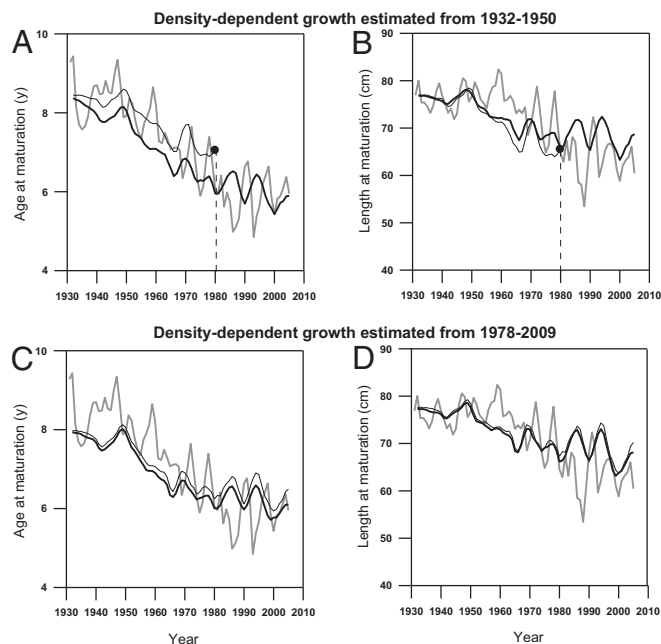 Density-dependent growth estimated from 1932-1950
A
B
10
8
6
4
Age at maturation (y)
1930 1940 1950 1960 1970 1980 1990 2000 2010
90
80
70
60
50
40
Length at maturation (cm)
1930 1940 1950 1960 1970 1980 1990 2000 2010
Density-dependent growth estimated from 1978-2009
C
D
10
8
6
4
Age at maturation (y)
1930 1940 1950 1960 1970 1980 1990 2000 2010
Year
90
80
70
60
50
40
Length at maturation (cm)
1930 1940 1950 1960 1970 1980 1990 2000 2010
Year